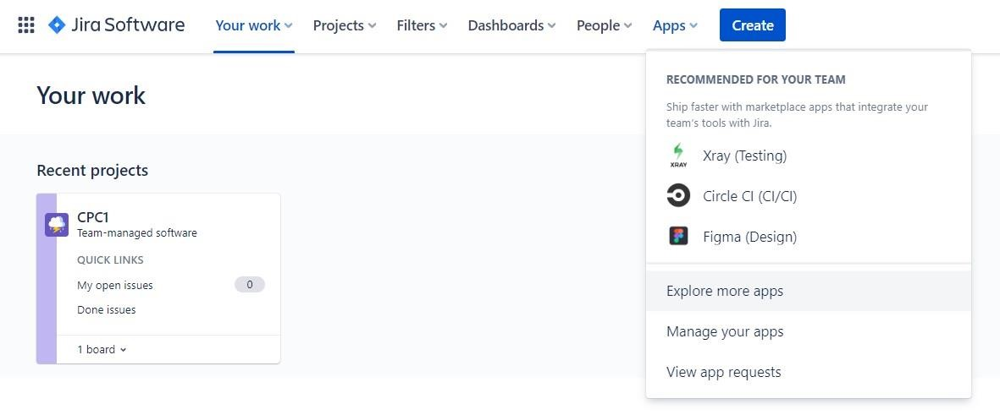 Jira Software Your work Projects Filters Dashboards People Apps Create
Your work
Recent projects
CPC1
Team-managed software
QUICK LINKS
My open issues 0
Done issues
1 board
RECOMMENDED FOR YOUR TEAM
Ship faster with marketplace apps that integrate your
team's tools with Jira.
XRAY Xray (Testing)
Circle CI (CI/CI)
Figma (Design)
Explore more apps
Manage your apps
View app requests